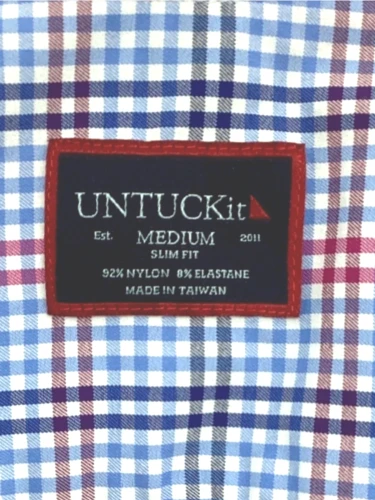 UNTUCKit
Est. MEDIUM 2011
SLIM FIT
92% NYLON 8% ELASTANE
MADE IN TAIWAN